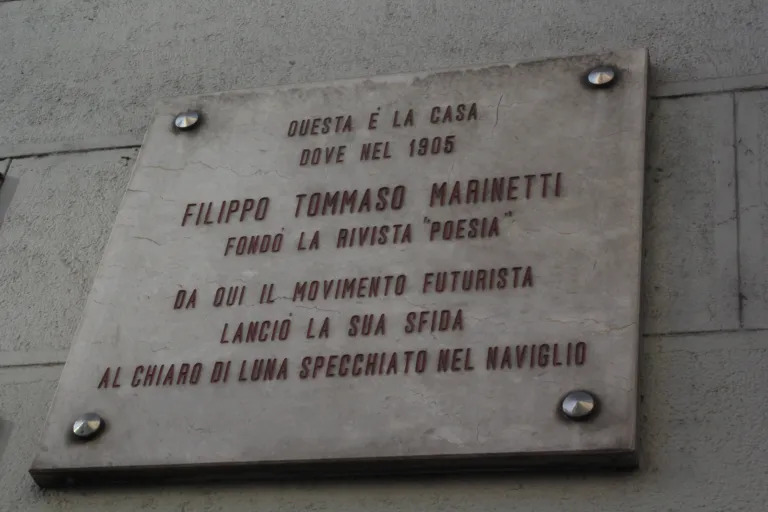 QUESTA È LA CASA
DOVE NEL 1905
FILIPPO TOMMASO MARINETTI
FONDÒ LA RIVISTA "POESIA"
DA QUI IL MOVIMENTO FUTURISTA
LANCIÒ LA SUA SFIDA
AL CHIARO DI LUNA SPECCHIATO NEL NAVIGLIO